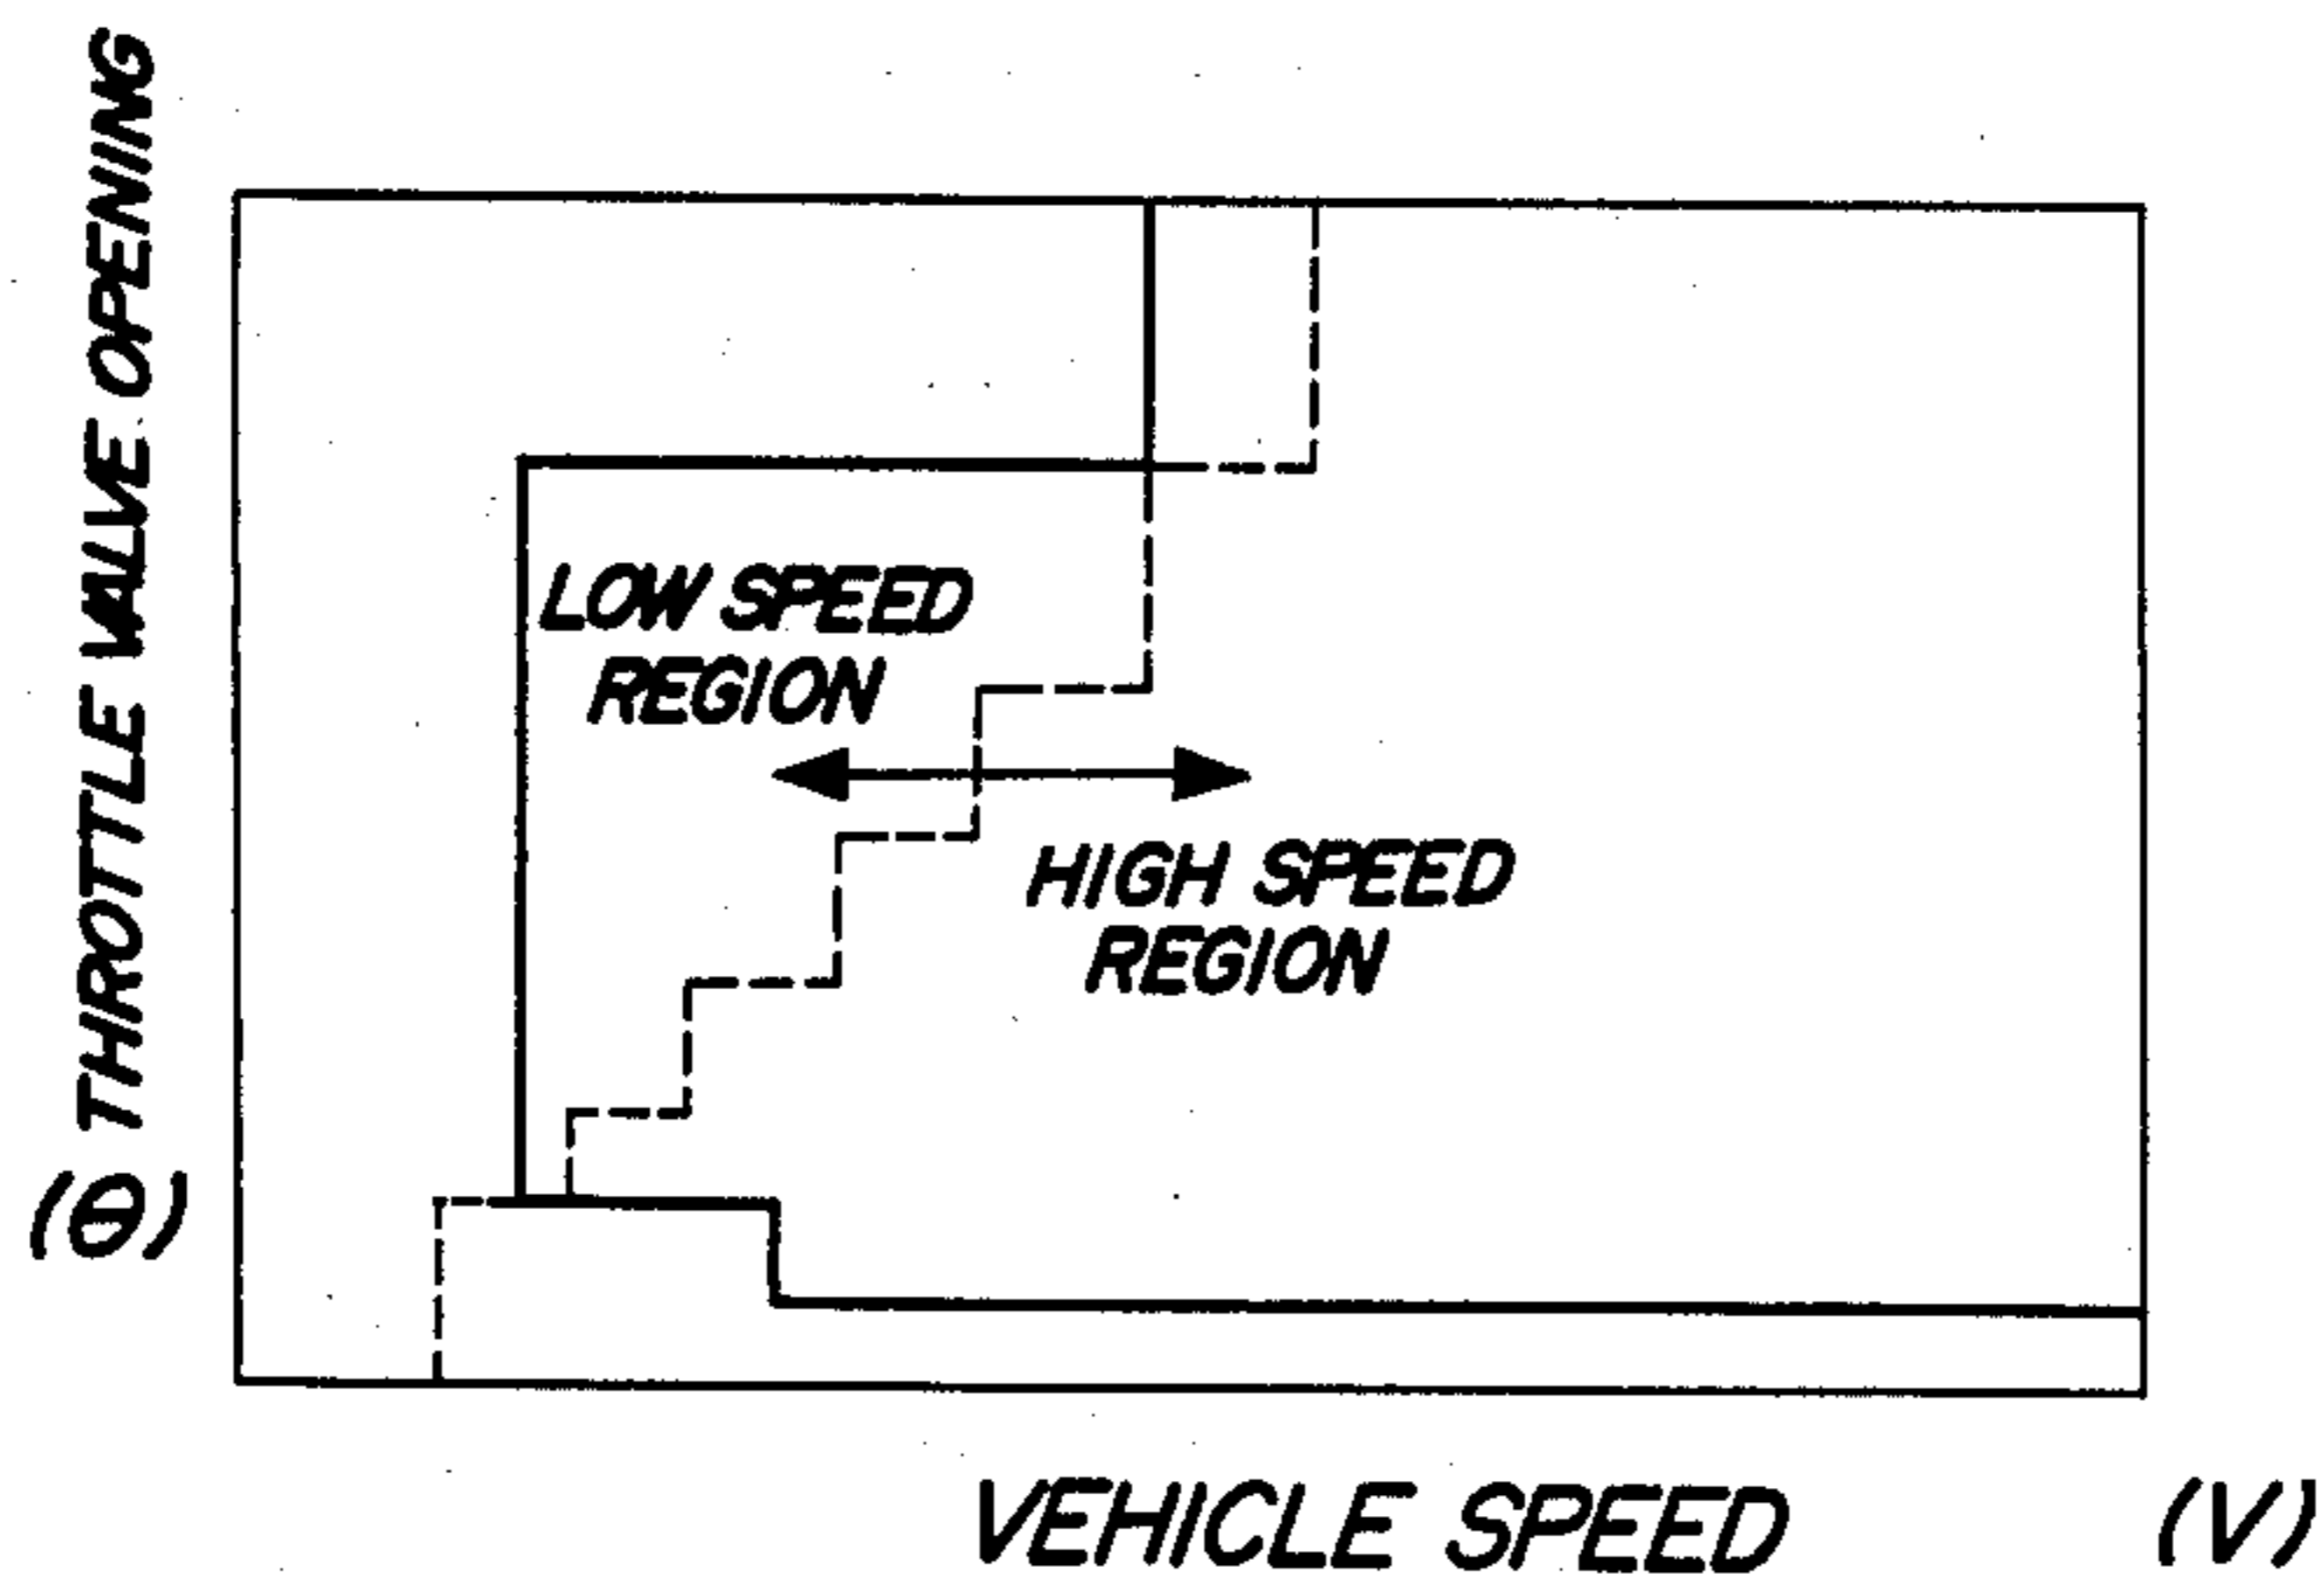 THROTTLE VALVE OPENING
(θ)
LOW SPEED
REGION
HIGH SPEED
REGION
VEHICLE SPEED
(V)